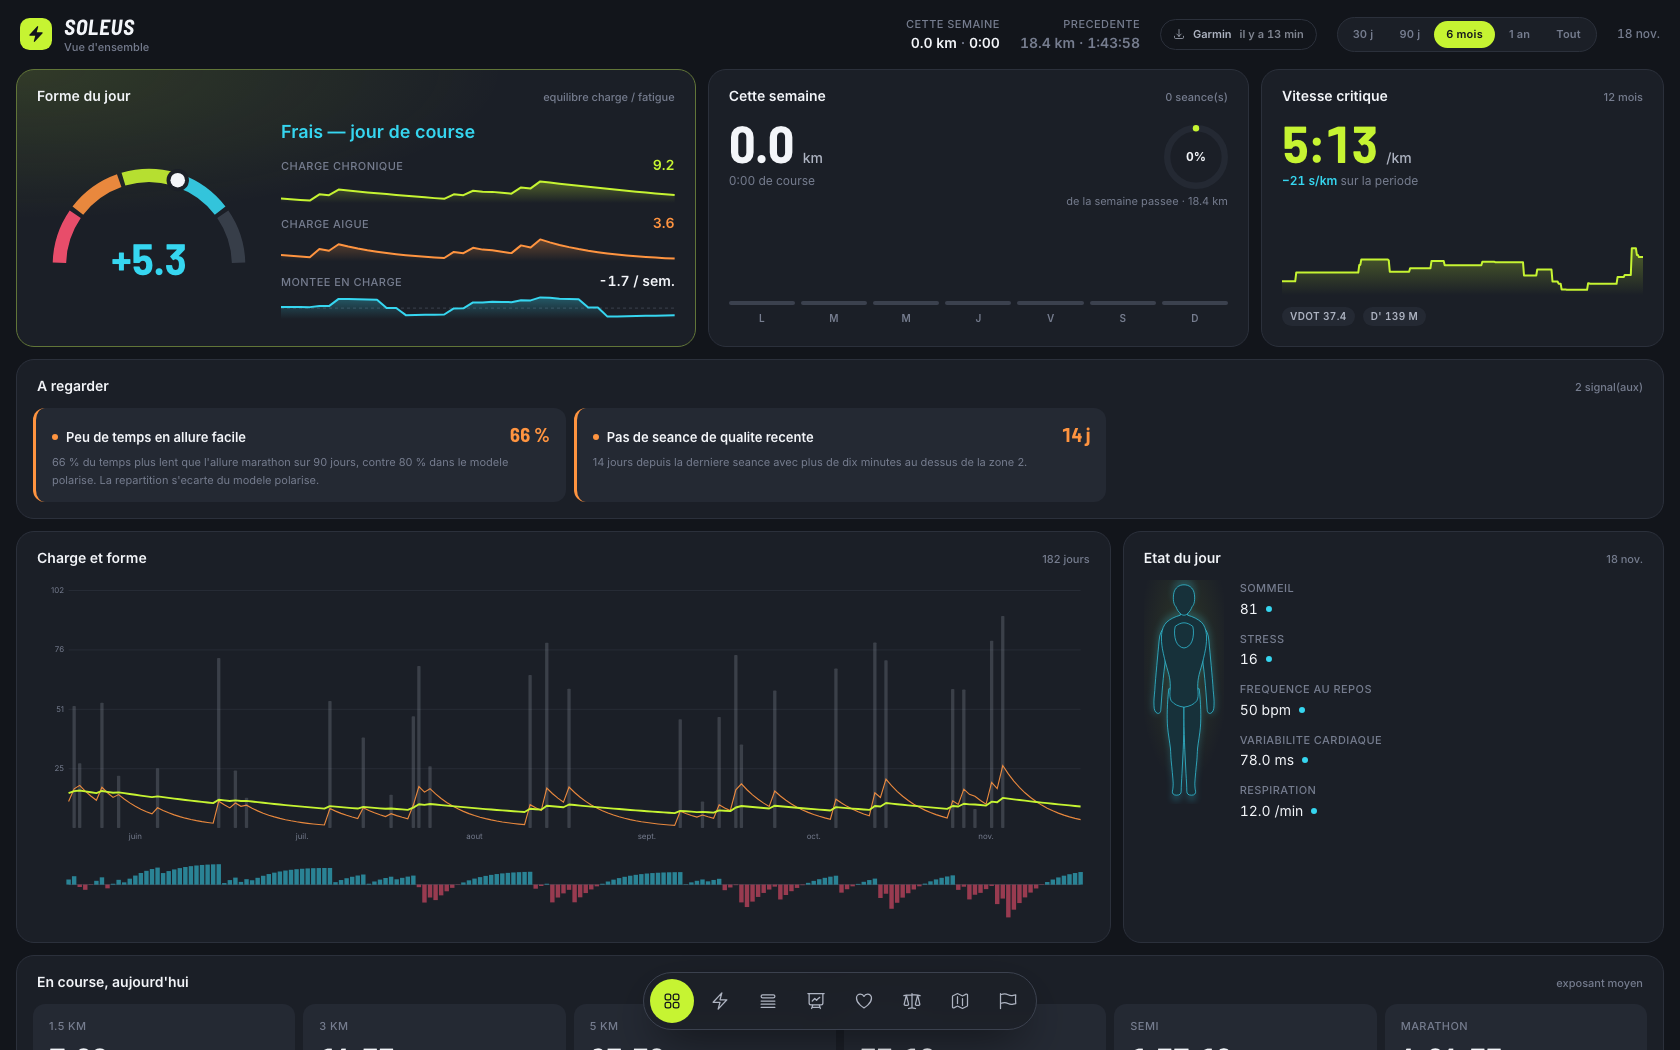 SOLEUS
Vue d'ensemble
CETTE SEMAINE
0.0 km · 0:00
PRECEDENTE
18.4 km · 1:43:58
Garmin il y a 13 min
30 j 90 j 6 mois 1 an Tout
18 nov.
Forme du jour
equilibre charge / fatigue
+5.3
Frais — jour de course
CHARGE CHRONIQUE 9.2
CHARGE AIGUE 3.6
MONTEE EN CHARGE -1.7 / sem.
Cette semaine
0 seance(s)
0.0 km
0:00 de course
0%
de la semaine passee · 18.4 km
L M M J V S D
Vitesse critique
12 mois
5:13 /km
−21 s/km sur la periode
VDOT 37.4 D' 139 M
A regarder
2 signal(aux)
Peu de temps en allure facile 66 %
66 % du temps plus lent que l'allure marathon sur 90 jours, contre 80 % dans le modele
polarise. La repartition s'ecarte du modele polarise.
Pas de seance de qualite recente 14 j
14 jours depuis la derniere seance avec plus de dix minutes au dessus de la zone 2.
Charge et forme
182 jours
102
76
51
25
juin juil. aout sept. oct. nov.
Etat du jour
18 nov.
SOMMEIL
81
STRESS
16
FREQUENCE AU REPOS
50 bpm
VARIABILITE CARDIAQUE
78.0 ms
RESPIRATION
12.0 /min
En course, aujourd'hui
exposant moyen
1.5 KM
3 KM
5 KM
SEMI
MARATHON